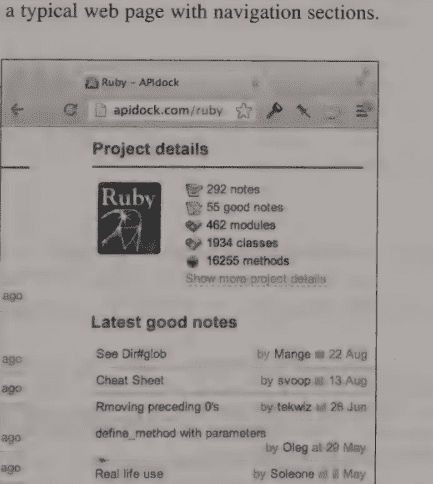 a typical web page with navigation sections.
Ruby - APIdock
apidock.com/ruby
Project details
Ruby
292 notes
55 good notes
462 modules
1934 classes
16255 methods
Show more project details
ago
Latest good notes
ago See Dir#glob by Mange 22 Aug
ago Cheat Sheet by svoop 13 Aug
Rmoving preceding 0's by tekwiz 26 Jun
ago define_method with parameters
by Oleg at 29 May
ago Real life use by Soleone May